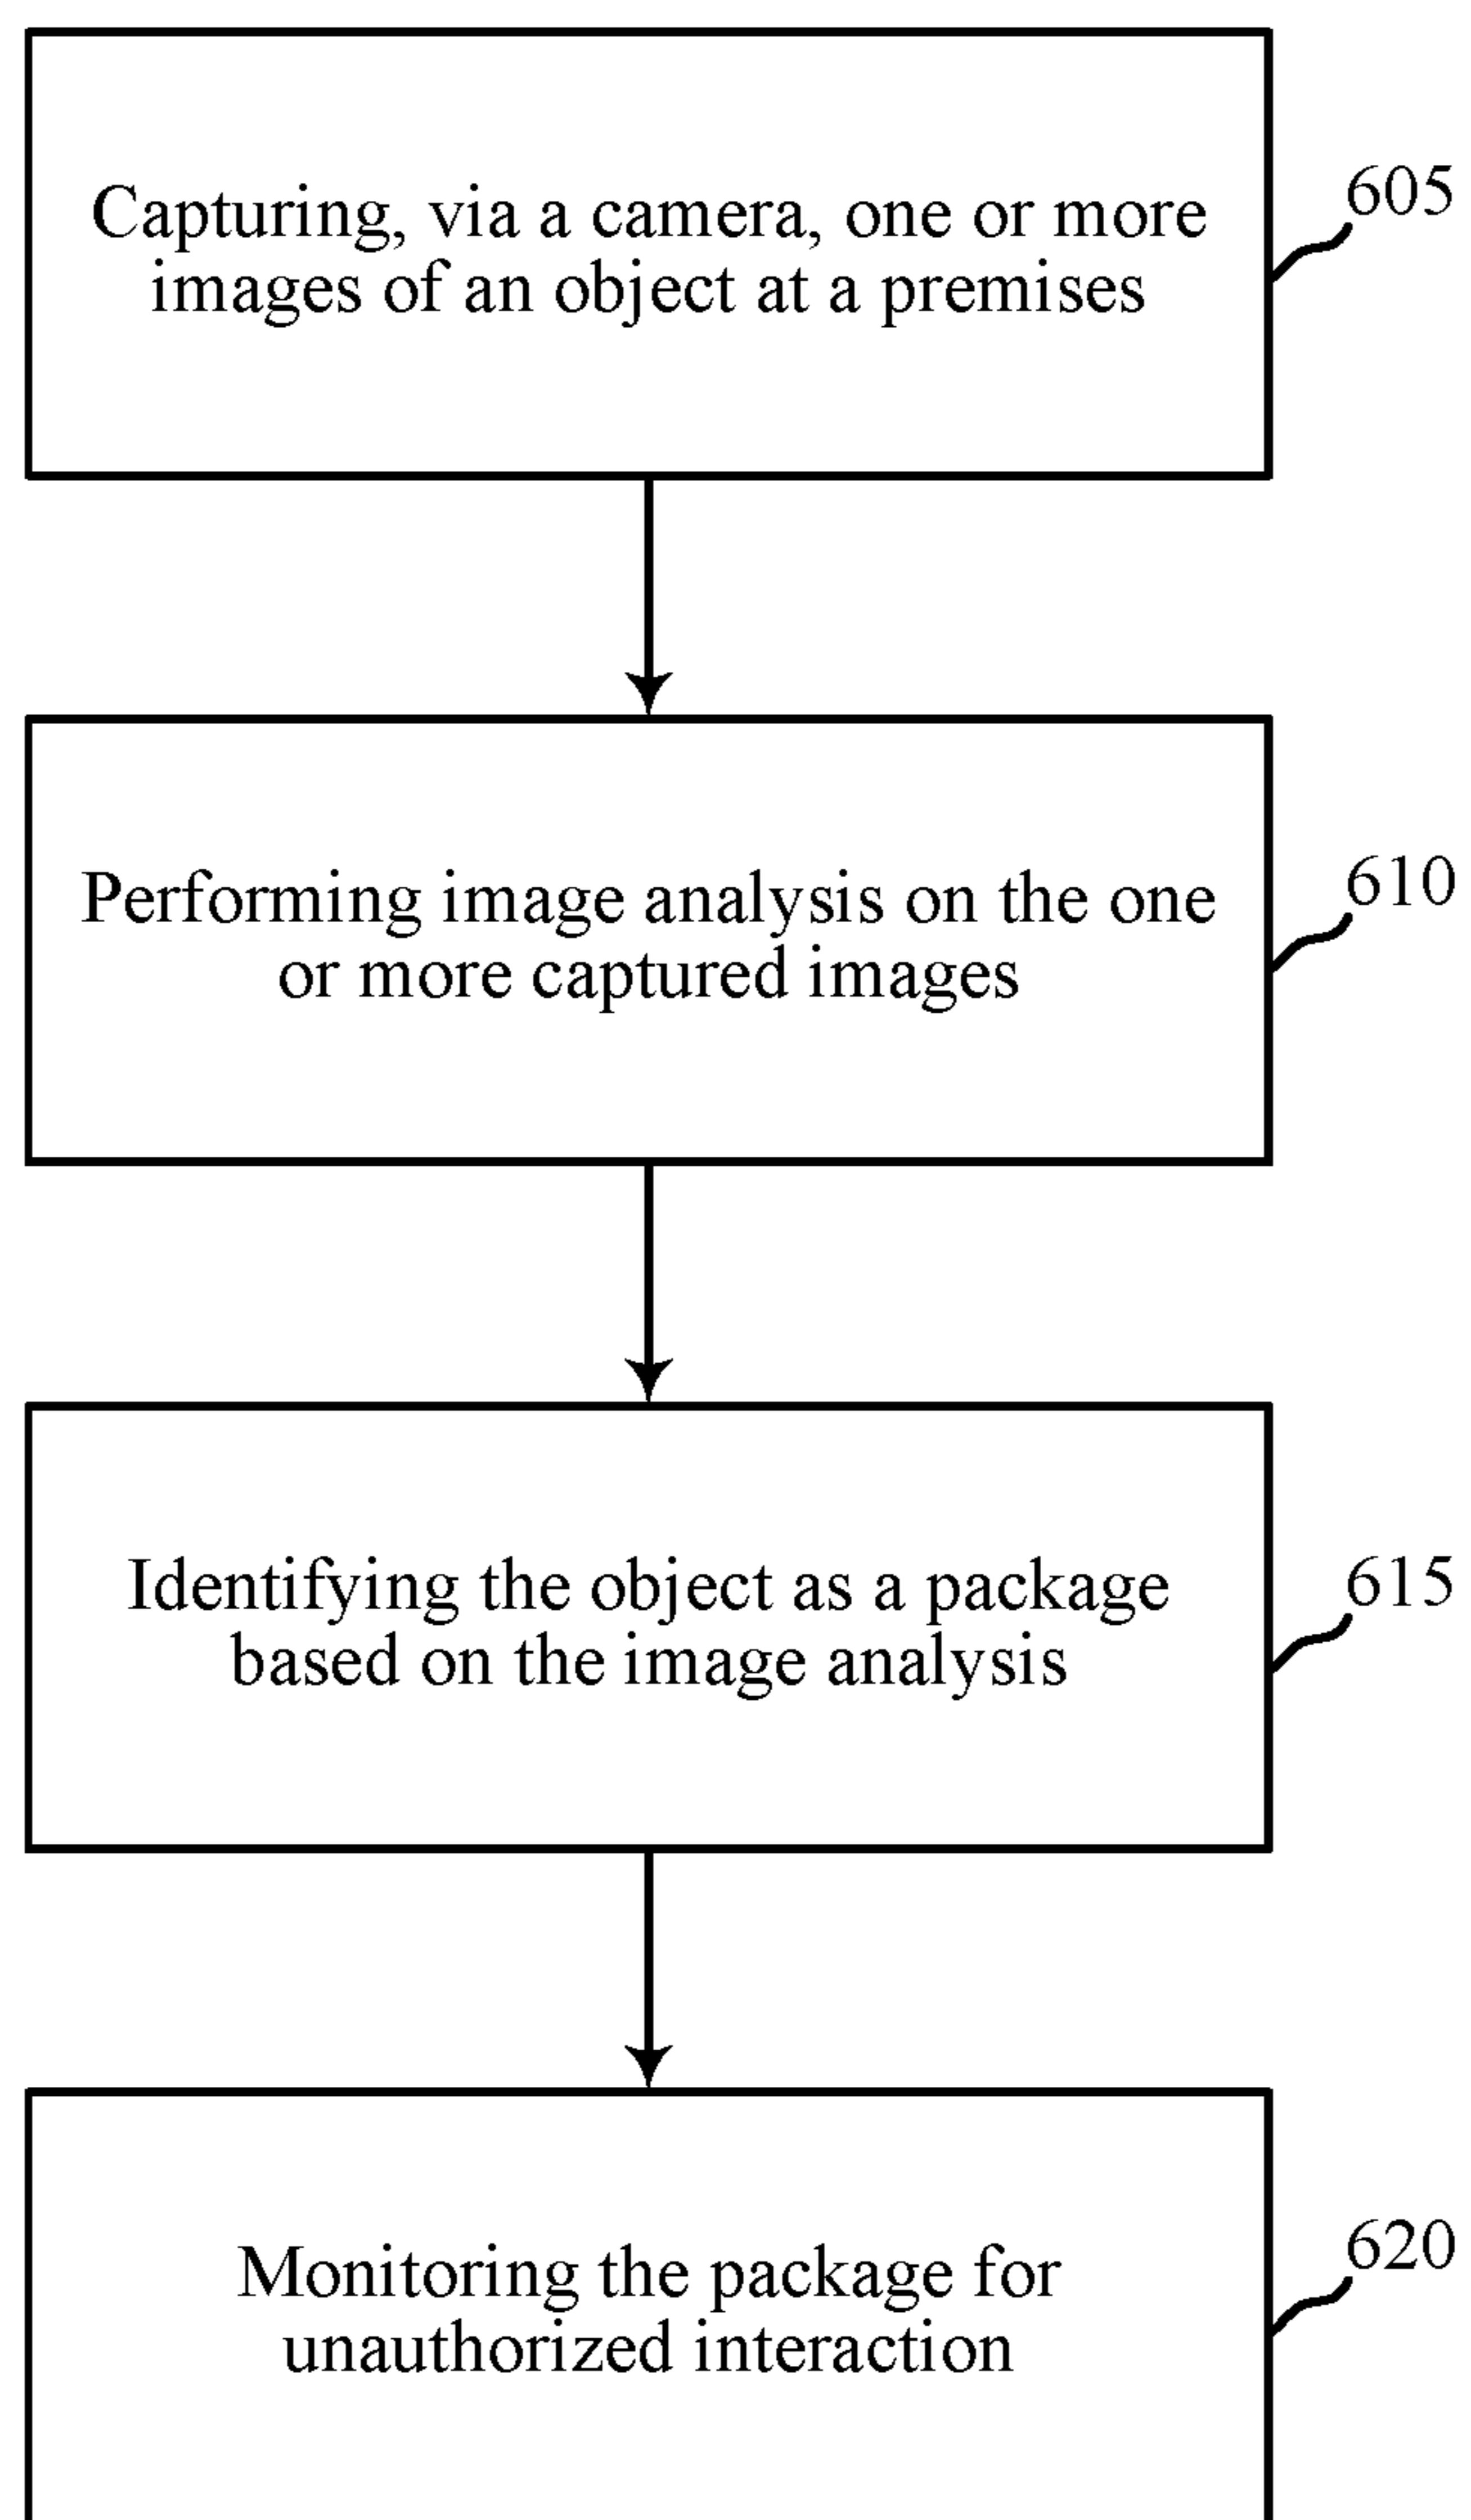 Capturing, via a camera, one or more
images of an object at a premises
605
Performing image analysis on the one
or more captured images
610
Identifying the object as a package
based on the image analysis
615
Monitoring the package for
unauthorized interaction
620